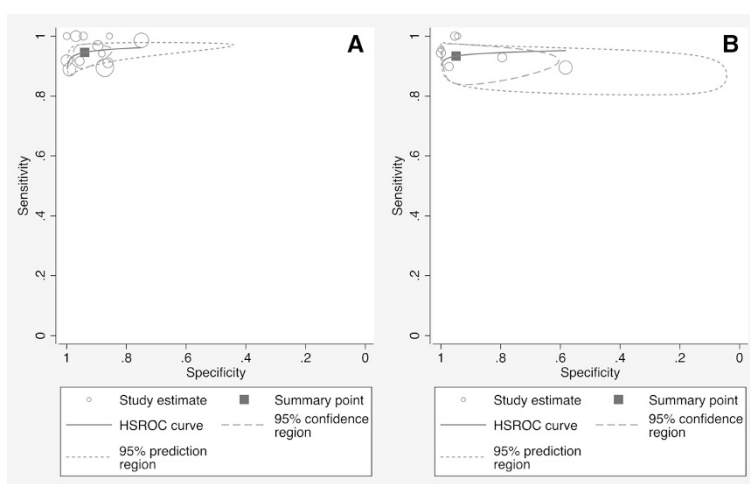 A
Sensitivity
1
.8
.6
.4
.2
0
1 .8 .6 .4 .2 0
Specificity
Study estimate Summary point
HSROC curve 95% confidence
region
95% prediction
region
B
Sensitivity
1
.8
.6
.4
.2
0
1 .8 .6 .4 .2 0
Specificity
Study estimate Summary point
HSROC curve 95% confidence
region
95% prediction
region